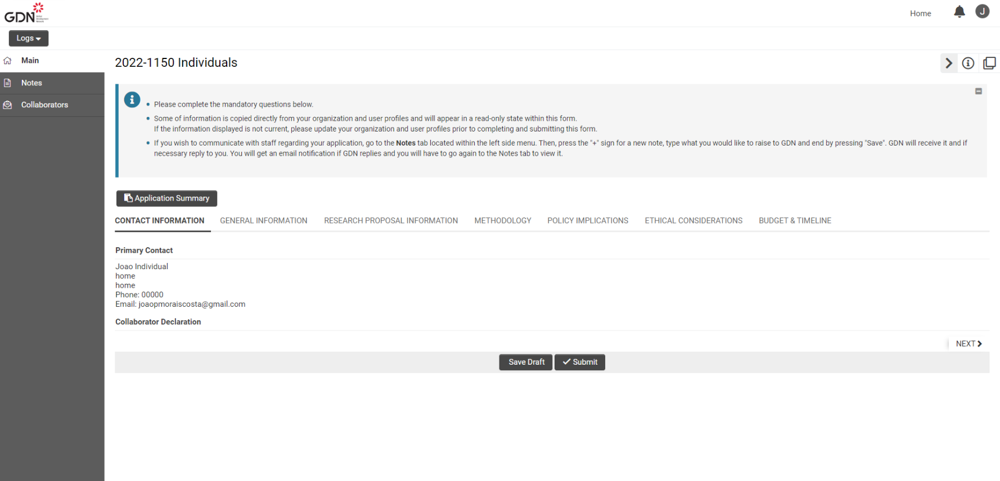 GDN
Home
J
Logs
Main
Notes
Collaborators
2022-1150 Individuals
Please complete the mandatory questions below.
Some of information is copied directly from your organization and user profiles and will appear in a read-only state within this form.
If the information displayed is not current, please update your organization and user profiles prior to completing and submitting this form.
If you wish to communicate with staff regarding your application, go to the Notes tab located within the left side menu. Then, press the "+" sign for a new note, type what you would like to raise to GDN and end by pressing "Save". GDN will receive it and if
necessary reply to you. You will get an email notification if GDN replies and you will have to go again to the Notes tab to view it.
Application Summary
CONTACT INFORMATION GENERAL INFORMATION RESEARCH PROPOSAL INFORMATION METHODOLOGY POLICY IMPLICATIONS ETHICAL CONSIDERATIONS BUDGET & TIMELINE
Primary Contact
Joao Individual
home
home
Phone: 00000
Email: joaopmoraiscosta@gmail.com
Collaborator Declaration
NEXT
Save Draft Submit